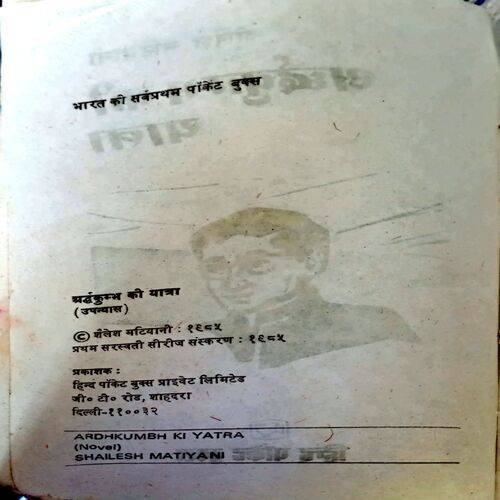 भारत की सर्वप्रथम पॉकेट बुक्स
अर्द्धकुम्भ की यात्रा
(उपन्यास)
© शैलेश मटियानी : १९८५
प्रथम सरस्वती सीरीज संस्करण : १९८५
प्रकाशक :
हिन्द पॉकेट बुक्स प्राइवेट लिमिटेड
जी० टी० रोड, शाहदरा
दिल्ली-११००३२
ARDHKUMBH KI YATRA
(Novel)
SHAILESH MATIYANI